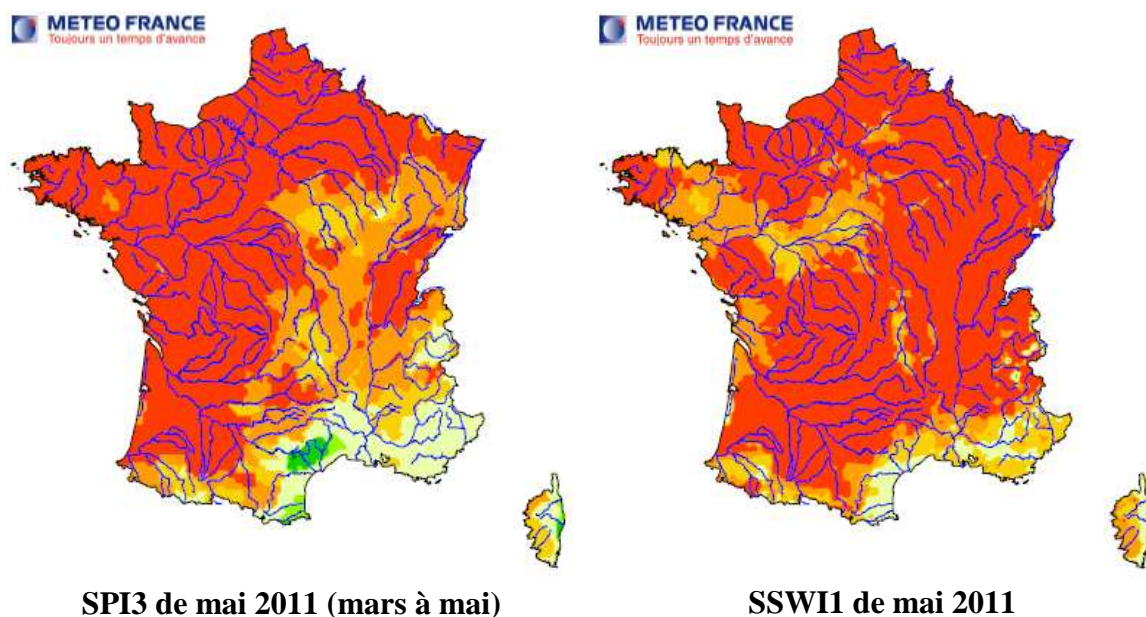 METEO FRANCE
Toujours un temps d'avance
METEO FRANCE
Toujours un temps d'avance
SPI3 de mai 2011 (mars à mai)
SSWI1 de mai 2011